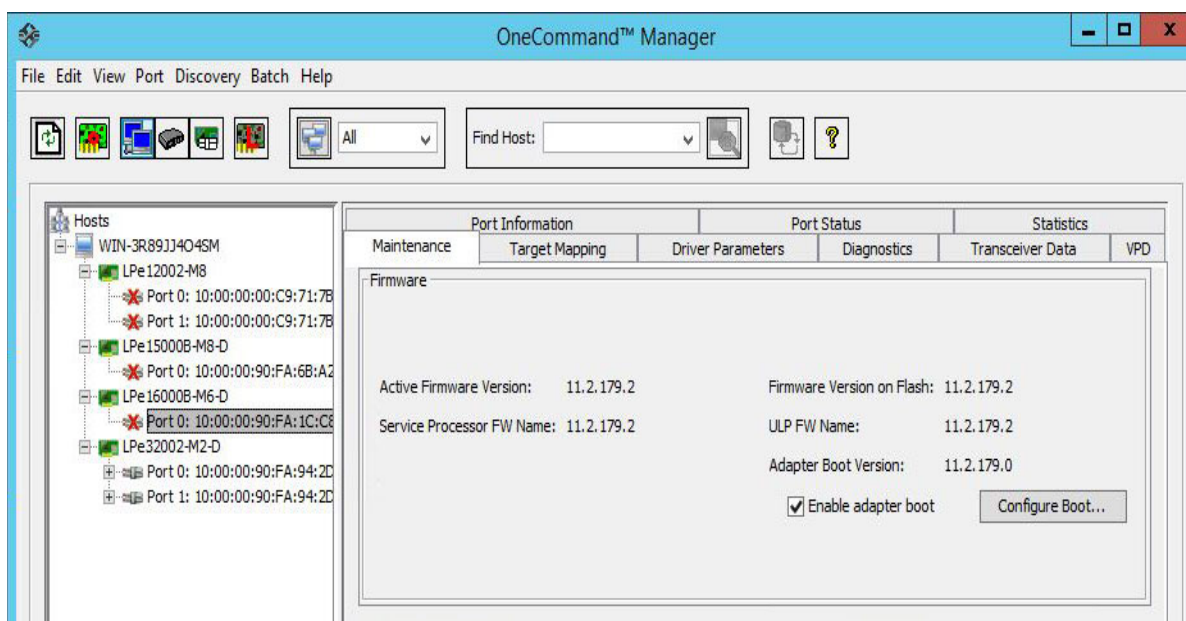 OneCommand™ Manager
File Edit View Port Discovery Batch Help
All
Find Host:
Hosts
WIN-3R89JJ4O4SM
LPe12002-M8
Port 0: 10:00:00:00:C9:71:7B
Port 1: 10:00:00:00:C9:71:7B
LPe15000B-M8-D
Port 0: 10:00:00:90:FA:6B:A2
LPe16000B-M6-D
Port 0: 10:00:00:90:FA:1C:C8
LPe32002-M2-D
Port 0: 10:00:00:90:FA:94:2D
Port 1: 10:00:00:90:FA:94:2D
Port Information Port Status Statistics
Maintenance Target Mapping Driver Parameters Diagnostics Transceiver Data VPD
Firmware
Active Firmware Version: 11.2.179.2 Firmware Version on Flash: 11.2.179.2
Service Processor FW Name: 11.2.179.2 ULP FW Name: 11.2.179.2
Adapter Boot Version: 11.2.179.0
Enable adapter boot Configure Boot...